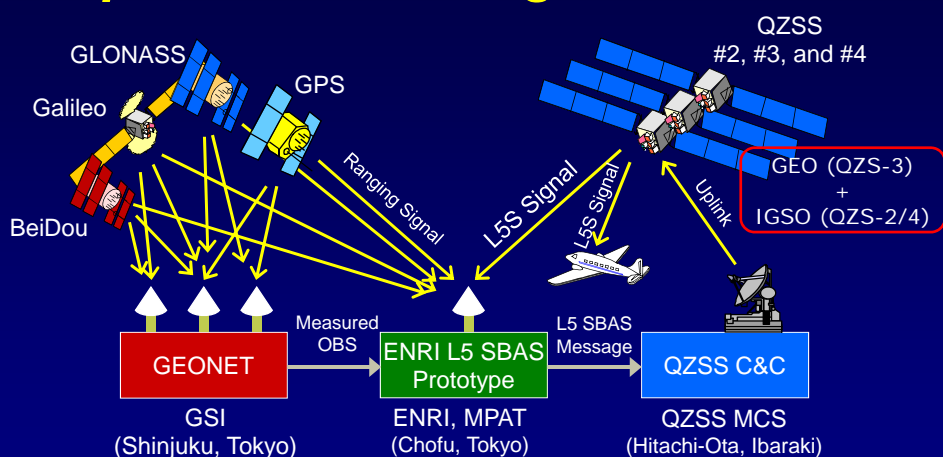 QZSS
#2, #3, and #4
GLONASS
GPS
Galileo
BeiDou
Ranging Signal
L5S Signal
L5S Signal
Uplink
GEO (QZS-3)
+
IGSO (QZS-2/4)
GEONET
Measured
OBS
ENRI L5 SBAS
Prototype
L5 SBAS
Message
QZSS C&C
GSI
(Shinjuku, Tokyo)
ENRI, MPAT
(Chofu, Tokyo)
QZSS MCS
(Hitachi-Ota, Ibaraki)